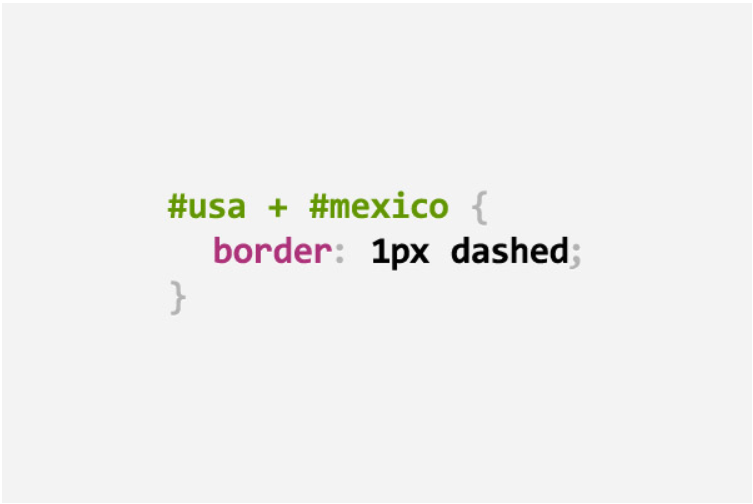 #usa + #mexico {
  border: 1px dashed;
}